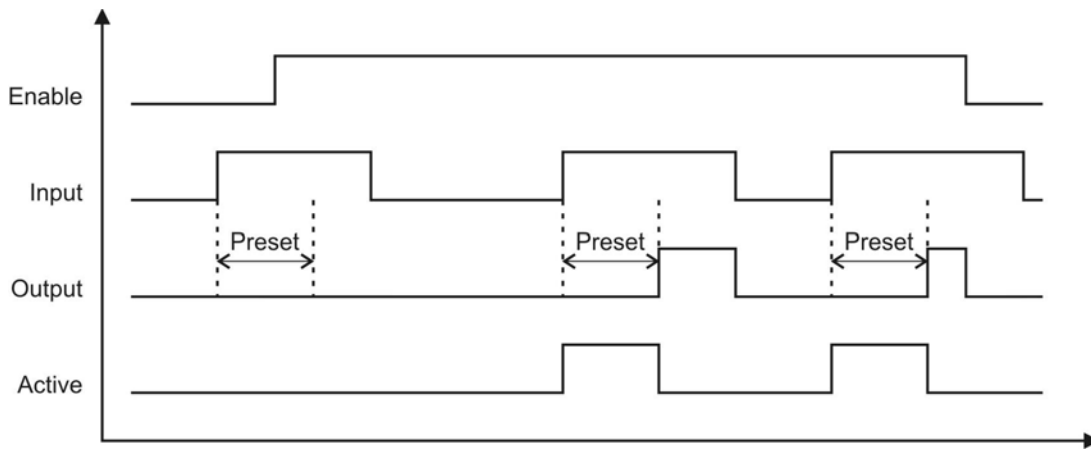 Enable
Input
Preset Preset Preset
Output
Active